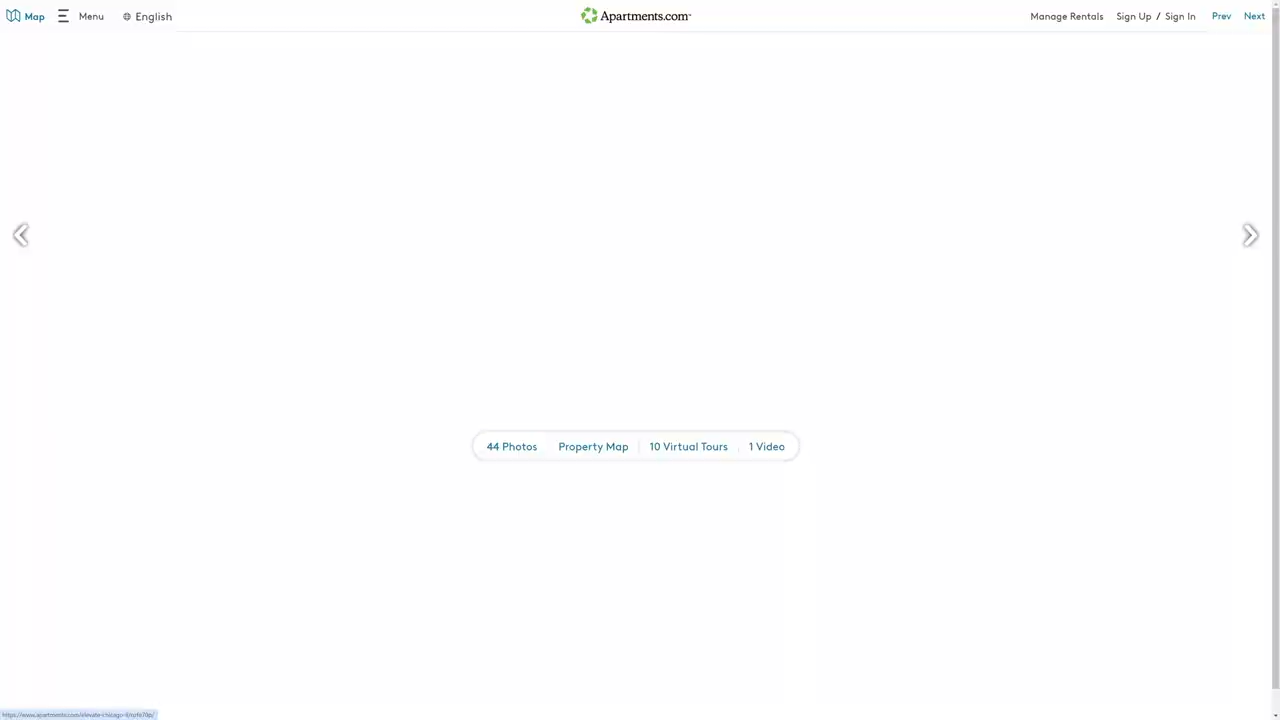 Map Menu English Apartments.com Manage Rentals Sign Up / Sign In Prev Next
44 Photos Property Map 10 Virtual Tours 1 Video